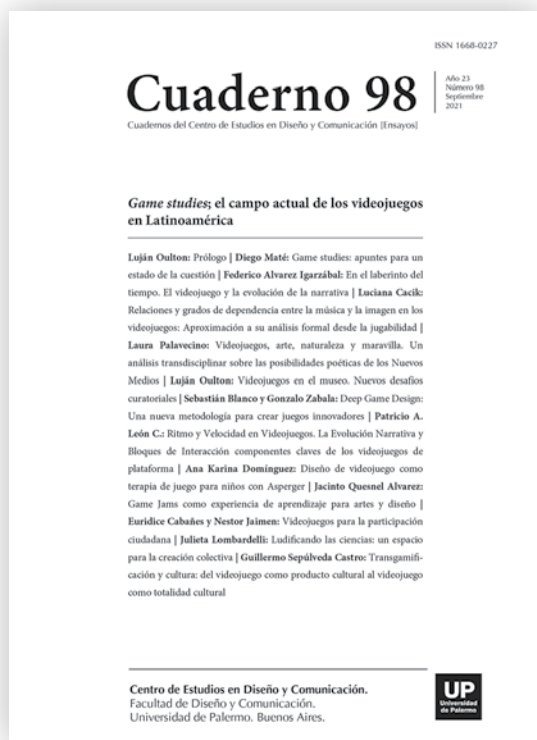 ISSN 1668-0227
Cuaderno 98
Año 23
Número 98
Septiembre
2021
Cuadernos del Centro de Estudios en Diseño y Comunicación [Ensayos]
Game studies; el campo actual de los videojuegos
en Latinoamérica
Luján Oulton: Prólogo | Diego Maté: Game studies: apuntes para un
estado de la cuestión | Federico Alvarez Igarzábal: En el laberinto del
tiempo. El videojuego y la evolución de la narrativa | Luciana Cacik:
Relaciones y grados de dependencia entre la música y la imagen en los
videojuegos: Aproximación a su análisis formal desde la jugabilidad |
Laura Palavecino: Videojuegos, arte, naturaleza y maravilla. Un
análisis transdisciplinar sobre las posibilidades poéticas de los Nuevos
Medios | Luján Oulton: Videojuegos en el museo. Nuevos desafíos
curatoriales | Sebastián Blanco y Gonzalo Zabala: Deep Game Design:
Una nueva metodología para crear juegos innovadores | Patricio A.
León C.: Ritmo y Velocidad en Videojuegos. La Evolución Narrativa y
Bloques de Interacción componentes claves de los videojuegos de
plataforma | Ana Karina Domínguez: Diseño de videojuego como
terapia de juego para niños con Asperger | Jacinto Quesnel Alvarez:
Game Jams como experiencia de aprendizaje para artes y diseño |
Euridice Cabañes y Nestor Jaimen: Videojuegos para la participación
ciudadana | Julieta Lombardelli: Ludificando las ciencias: un espacio
para la creación colectiva | Guillermo Sepúlveda Castro: Transgamifi-
cación y cultura: del videojuego como producto cultural al videojuego
como totalidad cultural
Centro de Estudios en Diseño y Comunicación.
Facultad de Diseño y Comunicación.
Universidad de Palermo. Buenos Aires.
UP
Universidad
de Palermo